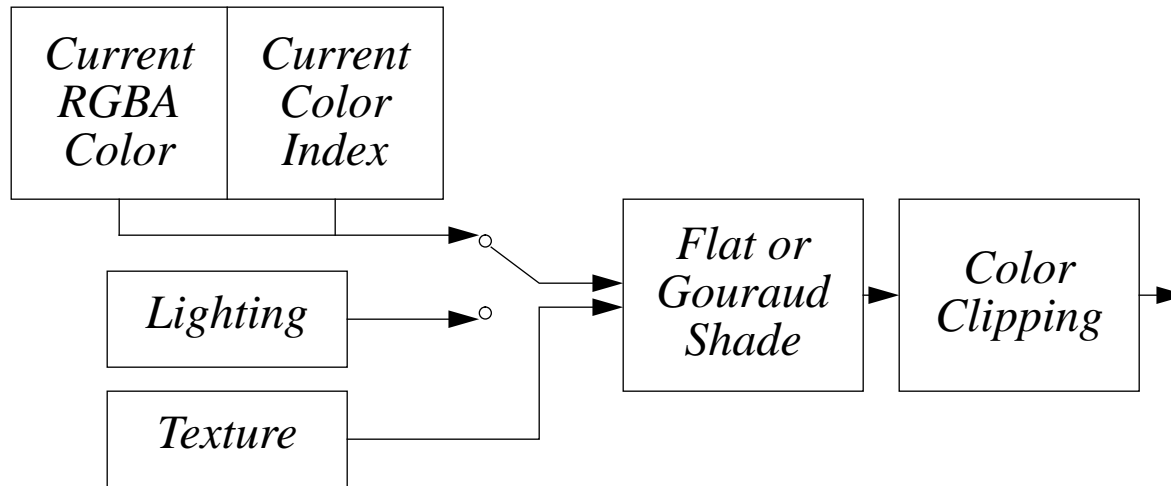 Current
RGBA
Color
Current
Color
Index
Lighting
Texture
Flat or
Gouraud
Shade
Color
Clipping